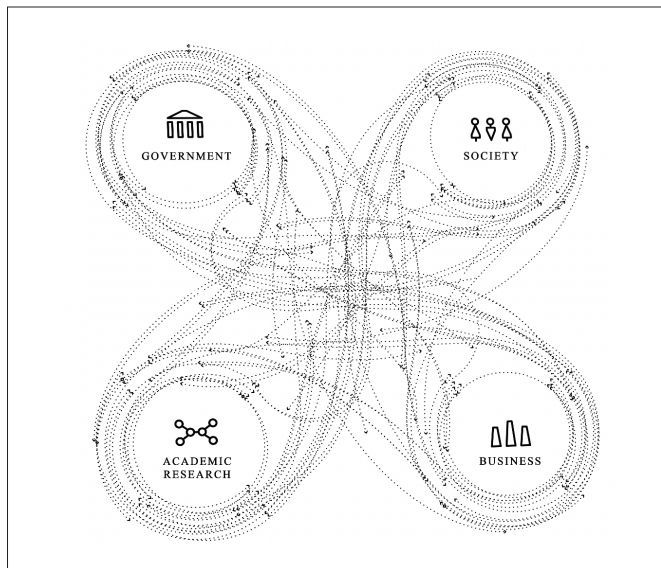 GOVERNMENT
SOCIETY
ACADEMIC
RESEARCH
BUSINESS